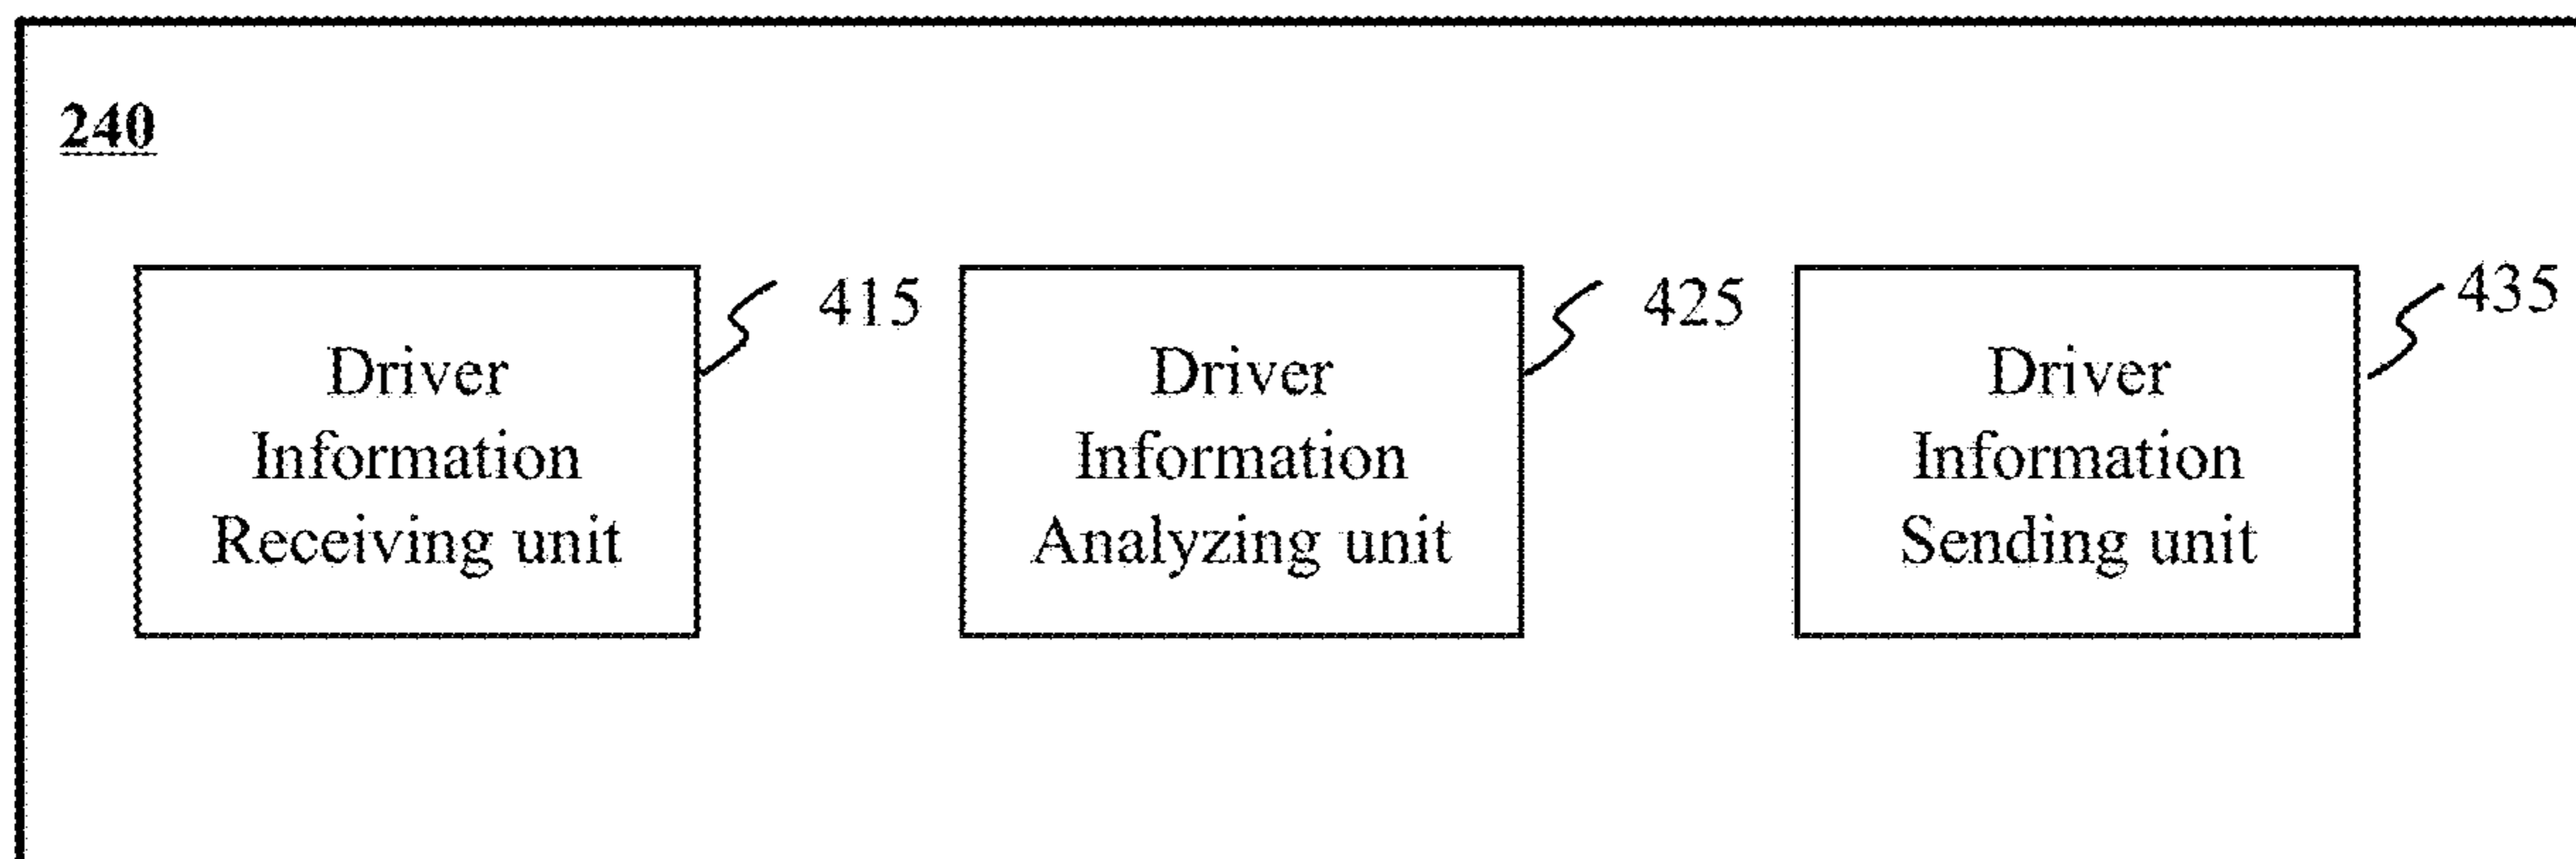 240
415
Driver
Information
Receiving unit
425
Driver
Information
Analyzing unit
435
Driver
Information
Sending unit